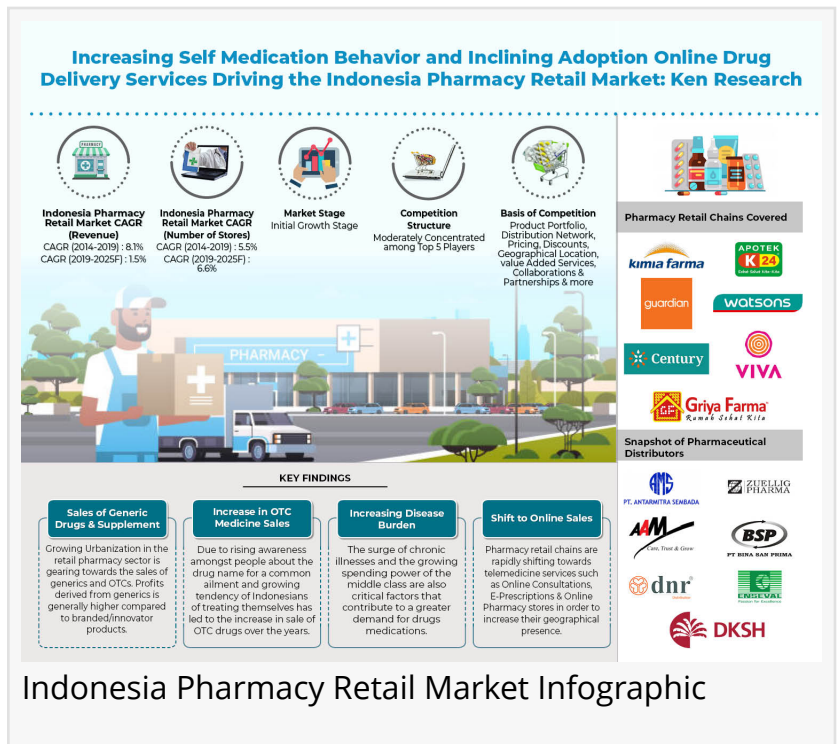 Increasing Self Medication Behavior and Inclining Adoption Online Drug
Delivery Services Driving the Indonesia Pharmacy Retail Market: Ken Research
PHARMACY
Indonesia Pharmacy
Retail Market CAGR
(Revenue)
CAGR (2014-2019) : 8.1%
CAGR (2019-2025F) : 1.5%
Indonesia Pharmacy
Retail Market CAGR
(Number of Stores)
CAGR (2014-2019) : 5.5%
CAGR (2019-2025F) :
6.6%
Market Stage
Initial Growth Stage
Competition
Structure
Moderately Concentrated
among Top 5 Players
Basis of Competition
Product Portfolio,
Distribution Network,
Pricing, Discounts,
Geographical Location,
value Added Services,
Collaborations &
Partnerships & more
PHARMACY
KEY FINDINGS
Sales of Generic
Drugs & Supplement
Growing Urbanization in the
retail pharmacy sector is
gearing towards the sales of
generics and OTCs. Profits
derived from generics is
generally higher compared
to branded/innovator
products.
Increase in OTC
Medicine Sales
Due to rising awareness
amongst people about the
drug name for a common
ailment and growing
tendency of Indonesians
of treating themselves has
led to the increase in sale of
OTC drugs over the years.
Increasing Disease
Burden
The surge of chronic
illnesses and the growing
spending power of the
middle class are also
critical factors that
contribute to a greater
demand for drugs
medications.
Shift to Online Sales
Pharmacy retail chains are
rapidly shifting towards
telemedicine services such
as Online Consultations,
E-Prescriptions & Online
Pharmacy stores in order to
increase their geographical
presence.
Pharmacy Retail Chains Covered
kimia farma
APOTEK
K 24
Gohat Sohat Kita-Kita
guardian
watsons
Century
VIVA
GF
Griya Farma
Rumah Sehat Kita
Snapshot of Pharmaceutical
Distributors
AMS
PT. ANTARMITRA SEMBADA
ZUELLIG
PHARMA
AAM
Care, Trust & Grow
BSP
PT BINA SAN PRIMA
dnr
ENSEVAL
DKSH
Indonesia Pharmacy Retail Market Infographic